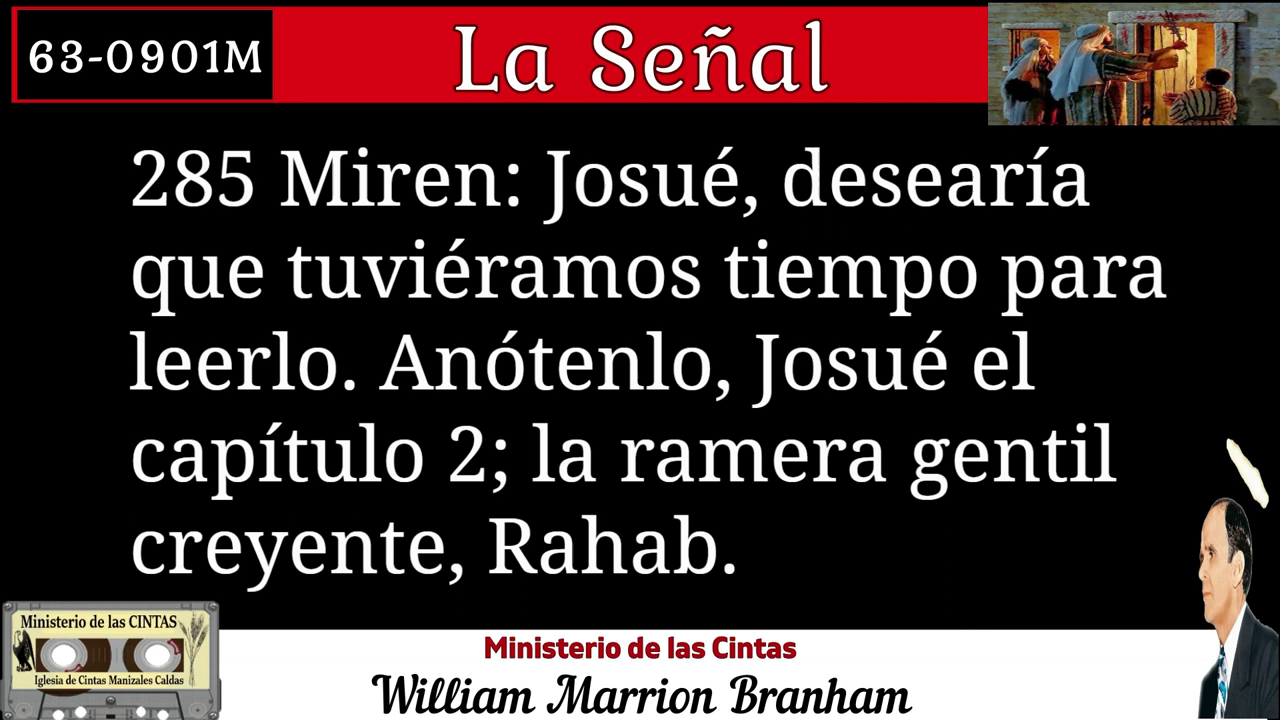 63-0901M
La Señal
285 Miren: Josué, desearía
que tuviéramos tiempo para
leerlo. Anótenlo, Josué el
capítulo 2; la ramera gentil
creyente, Rahab.
Ministerio de las CINTAS
Iglesia de Cintas Manizales Caldas
Ministerio de las Cintas
William Marrion Branham